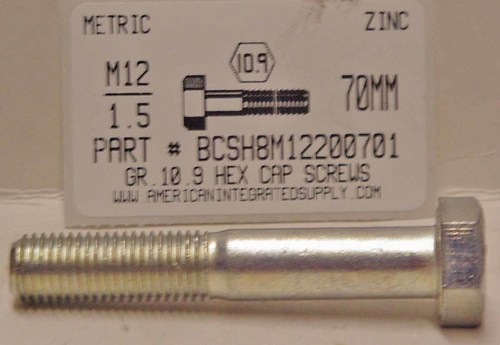 METRIC ZINC
10.9
M12 70MM
1.5
PART # BCSH8M12200701
GR.10.9 HEX CAP SCREWS
WWW.AMERICANINTEGRATEDSUPPLY.COM